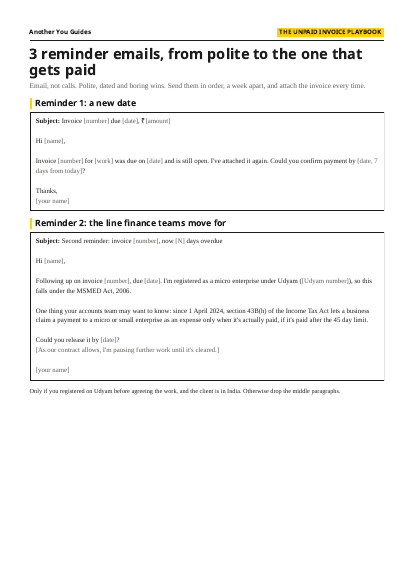 Another You Guides
THE UNPAID INVOICE PLAYBOOK
3 reminder emails, from polite to the one that
gets paid
Email, not calls. Polite, dated and boring wins. Send them in order, a week apart, and attach the invoice every time.
Reminder 1: a new date
Subject: Invoice [number] due [date], ₹ [amount]
Hi [name],
Invoice [number] for [work] was due on [date] and is still open. I've attached it again. Could you confirm payment by [date, 7
days from today]?
Thanks,
[your name]
Reminder 2: the line finance teams move for
Subject: Second reminder: invoice [number], now [N] days overdue
Hi [name],
Following up on invoice [number], due [date]. I'm registered as a micro enterprise under Udyam ([Udyam number]), so this
falls under the MSMED Act, 2006.
One thing your accounts team may want to know: since 1 April 2024, section 43B(h) of the Income Tax Act lets a business
claim a payment to a micro or small enterprise as an expense only when it's actually paid, if it's paid after the 45 day limit.
Could you release it by [date]?
[As our contract allows, I'm pausing further work until it's cleared.]
[your name]
Only if you registered on Udyam before agreeing the work, and the client is in India. Otherwise drop the middle paragraphs.